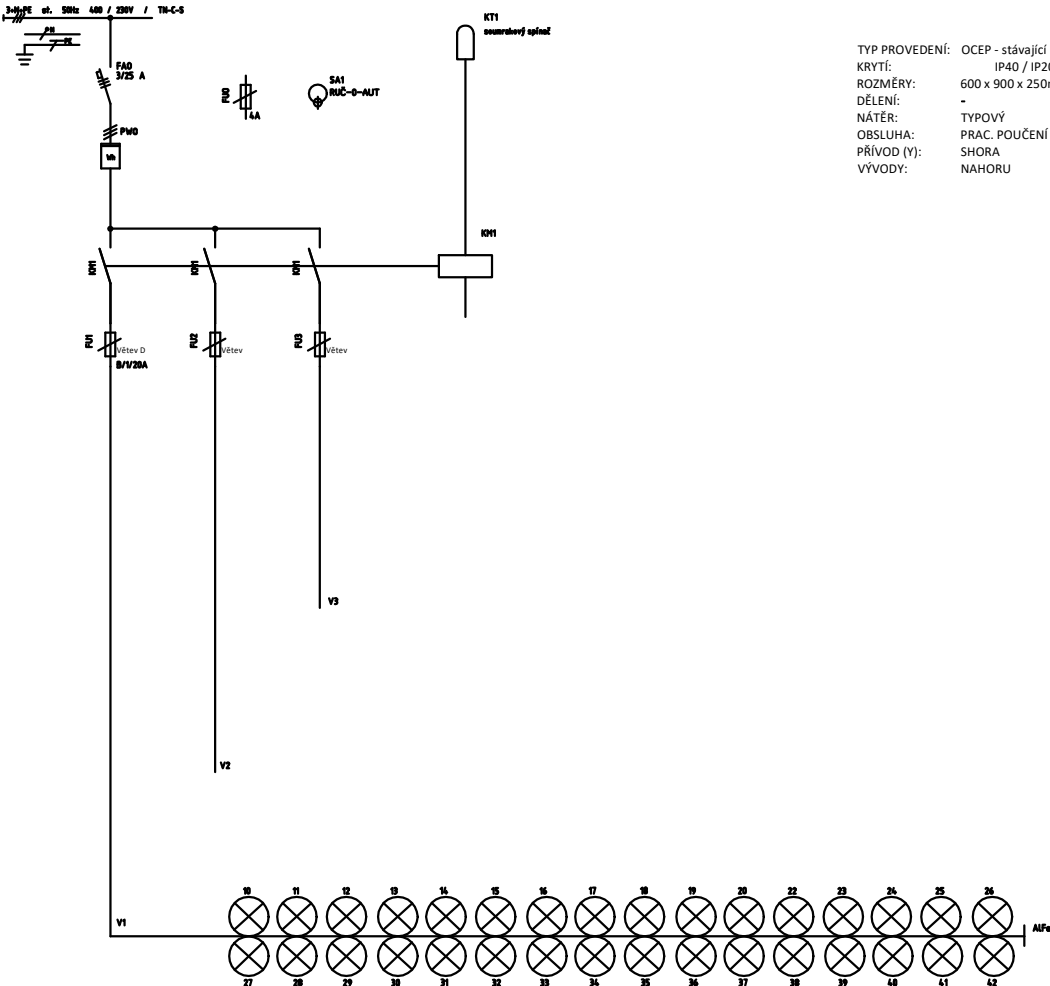 3+N+PE st. 50Hz 400 / 230V / TN-C-S
PN
PE
FA0
3/25 A
PW0
Wh
FU0
4A
SA1
RUČ-0-AUT
KT1
soumrakový spínač
TYP PROVEDENÍ: OCEP - stávající
KRYTÍ: IP40 / IP20
ROZMĚRY: 600 x 900 x 250m
DĚLENÍ: -
NÁTĚR: TYPOVÝ
OBSLUHA: PRAC. POUČENÍ
PŘÍVOD (Y): SHORA
VÝVODY: NAHORU
KM1
KM1
KM1
KM1
FU1
Větev D
B/1/20A
FU2
Větev
FU3
Větev
V3
V2
V1
10 11 12 13 14 15 16 17 18 19 20 22 23 24 25 26
AlFe
27 28 29 30 31 32 33 34 35 36 37 38 39 40 41 42